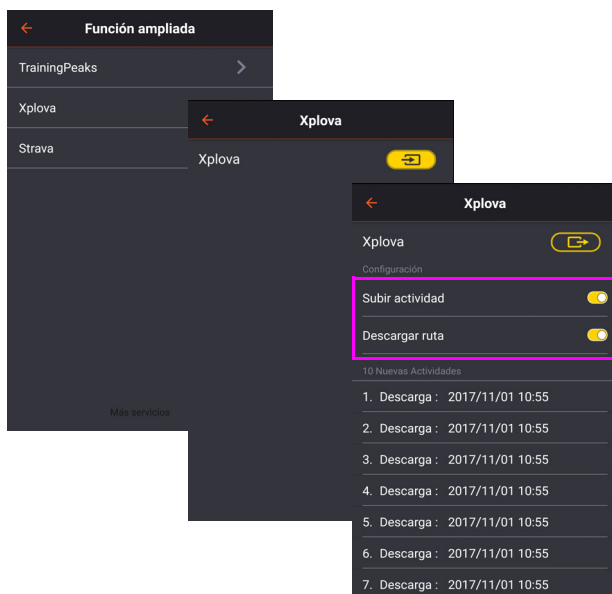 Función ampliada
TrainingPeaks
Xplova
Strava
Más servicios
Xplova
Xplova
Xplova
Xplova
Configuración
Subir actividad
Descargar ruta
10 Nuevas Actividades
1. Descarga : 2017/11/01 10:55
2. Descarga : 2017/11/01 10:55
3. Descarga : 2017/11/01 10:55
4. Descarga : 2017/11/01 10:55
5. Descarga : 2017/11/01 10:55
6. Descarga : 2017/11/01 10:55
7. Descarga : 2017/11/01 10:55